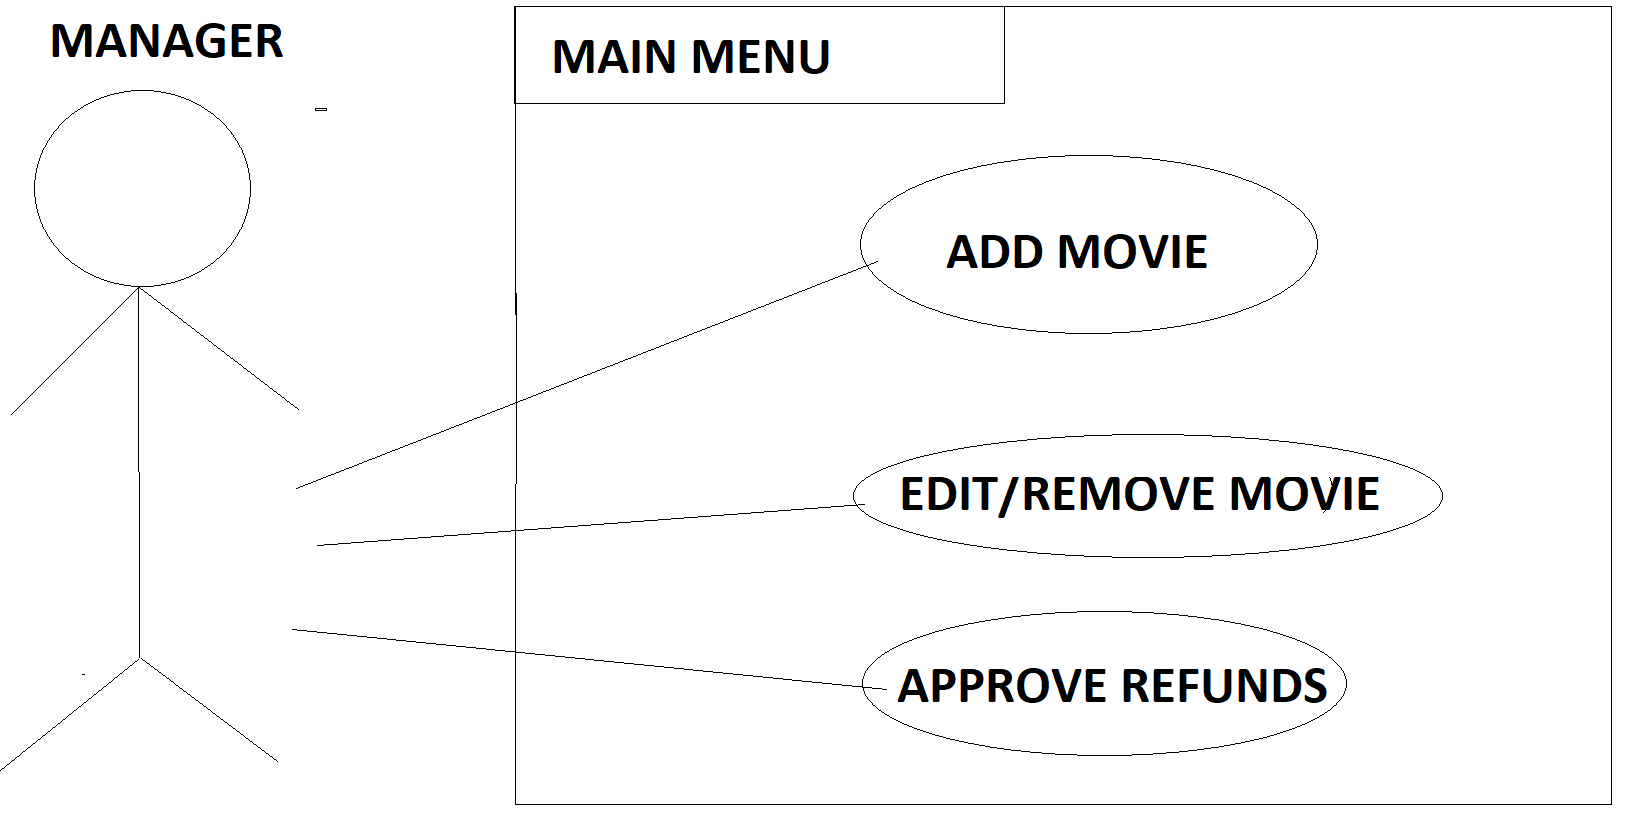 MANAGER
MAIN MENU
ADD MOVIE
EDIT/REMOVE MOVIE
APPROVE REFUNDS